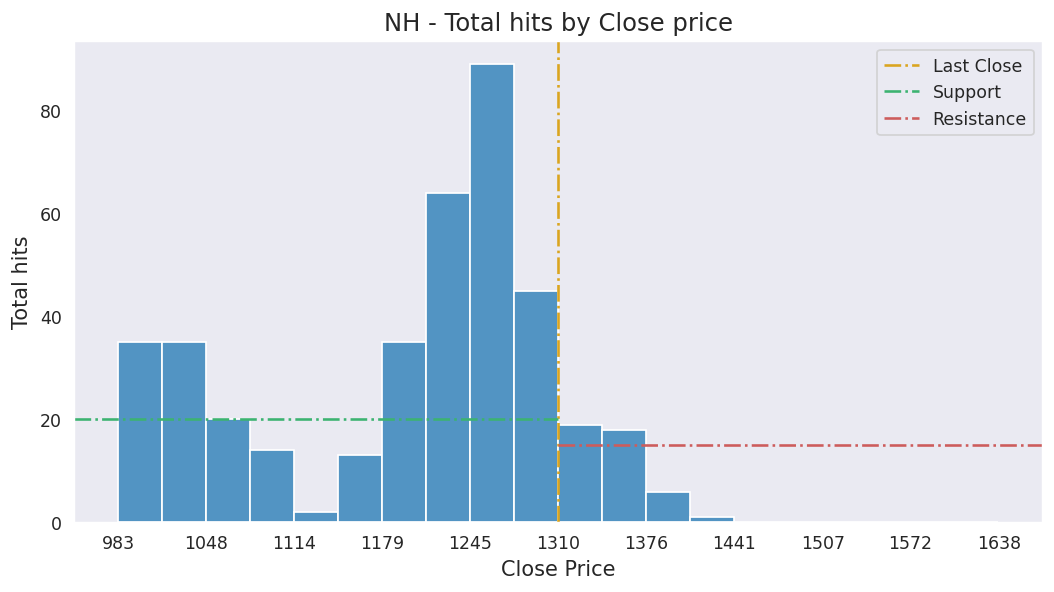 NH - Total hits by Close price
Last Close
Support
Resistance
80
60
40
20
0
Total hits
983 1048 1114 1179 1245 1310 1376 1441 1507 1572 1638
Close Price